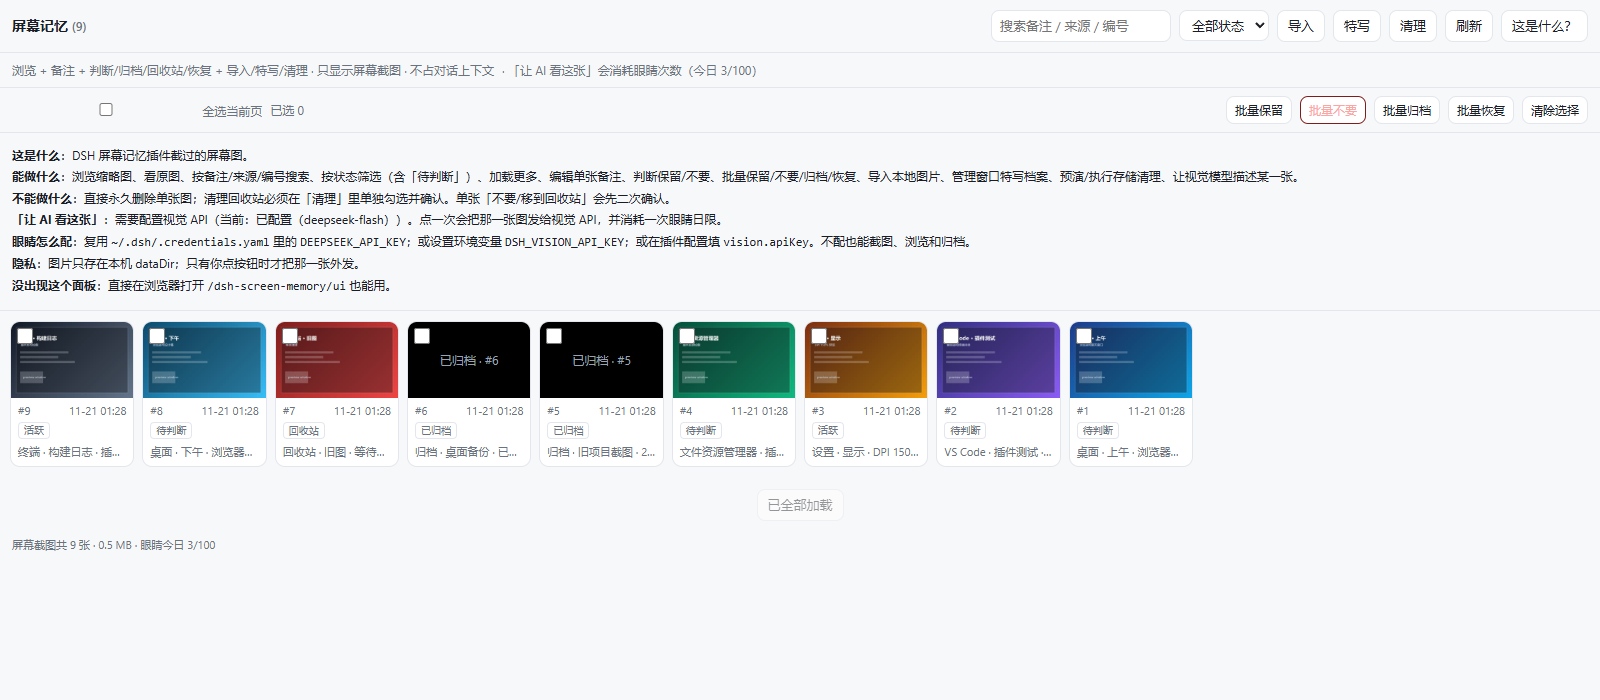 屏幕记忆 (9)
搜索备注 / 来源 / 编号
全部状态
导入
特写
清理
刷新
这是什么？
浏览 + 备注 + 判断/归档/回收站/恢复 + 导入/特写/清理 · 只显示屏幕截图 · 不占对话上下文 · 「让 AI 看这张」会消耗眼睛次数（今日 3/100）
全选当前页 已选 0
批量保留
批量不要
批量归档
批量恢复
清除选择
这是什么：DSH 屏幕记忆插件截过的屏幕图。
能做什么：浏览缩略图、看原图、按备注/来源/编号搜索、按状态筛选（含「待判断」）、加载更多、编辑单张备注、判断保留/不要、批量保留/不要/归档/恢复、导入本地图片、管理窗口特写档案、预演/执行存储清理、让视觉模型描述某一张。
不能做什么：直接永久删除单张图；清理回收站必须在「清理」里单独勾选并确认。单张「不要/移到回收站」会先二次确认。
「让 AI 看这张」：需要配置视觉 API（当前：已配置（deepseek-flash））。点一次会把那一张图发给视觉 API，并消耗一次眼睛日限。
眼睛怎么配：复用 ~/.dsh/.credentials.yaml 里的 DEEPSEEK_API_KEY；或设置环境变量 DSH_VISION_API_KEY；或在插件配置填 vision.apiKey。不配也能截图、浏览和归档。
隐私：图片只存在本机 dataDir；只有你点按钮时才把那一张外发。
没出现这个面板：直接在浏览器打开 /dsh-screen-memory/ui 也能用。
#9 11-21 01:28
活跃
终端 · 构建日志 · 插...
#8 11-21 01:28
待判断
桌面 · 下午 · 浏览器...
#7 11-21 01:28
回收站
回收站 · 旧图 · 等待...
已归档 · #6
#6 11-21 01:28
已归档
归档 · 桌面备份 · 已...
已归档 · #5
#5 11-21 01:28
已归档
归档 · 旧项目截图 · 2...
#4 11-21 01:28
待判断
文件资源管理器 · 插...
#3 11-21 01:28
活跃
设置 · 显示 · DPI 150...
#2 11-21 01:28
待判断
VS Code · 插件测试 ·...
#1 11-21 01:28
待判断
桌面 · 上午 · 浏览器...
已全部加载
屏幕截图共 9 张 · 0.5 MB · 眼睛今日 3/100